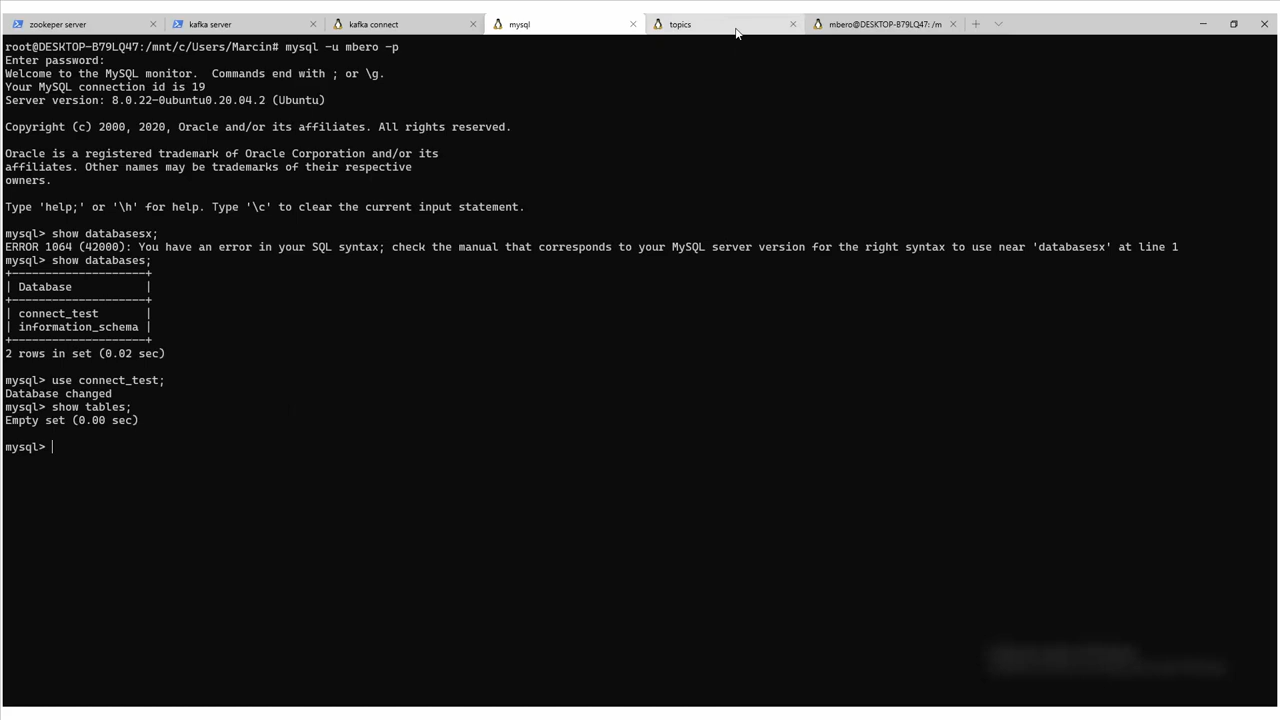 zookeper server
kafka server
kafka connect
mysql
topics
mbero@DESKTOP-B79LQ47: /m
root@DESKTOP-B79LQ47:/mnt/c/Users/Marcin# mysql -u mbero -p
Enter password:
Welcome to the MySQL monitor.  Commands end with ; or \g.
Your MySQL connection id is 19
Server version: 8.0.22-0ubuntu0.20.04.2 (Ubuntu)
Copyright (c) 2000, 2020, Oracle and/or its affiliates. All rights reserved.
Oracle is a registered trademark of Oracle Corporation and/or its
affiliates. Other names may be trademarks of their respective
owners.
Type 'help;' or '\h' for help. Type '\c' to clear the current input statement.
mysql> show databasesx;
ERROR 1064 (42000): You have an error in your SQL syntax; check the manual that corresponds to your MySQL server version for the right syntax to use near 'databasesx' at line 1
mysql> show databases;
+--------------------+
| Database           |
+--------------------+
| connect_test       |
| information_schema |
+--------------------+
2 rows in set (0.02 sec)
mysql> use connect_test;
Database changed
mysql> show tables;
Empty set (0.00 sec)
mysql>